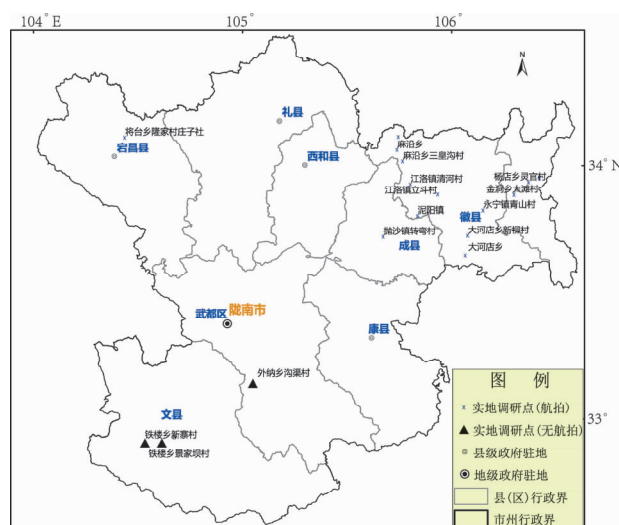 104° E
105°
106°
N
礼县
将台乡隆家村庄子社
宕昌县
西和县
麻沿乡
麻沿乡三皇沟村
34° N
江洛镇清河村
杨店乡灵官村
江洛镇立斗村
金洞乡大滩村
泥阳镇
永宁镇青山村
徽县
抛沙镇转弯村
大河店乡新柳村
成县
大河店乡
武都区
陇南市
康县
外纳乡沟渠村
图 例
实地调研点(航拍)
文县
实地调研点(无航拍)
33°
铁楼乡新寨村
县级政府驻地
铁楼乡景家坝村
地级政府驻地
县(区)行政界
市州行政界